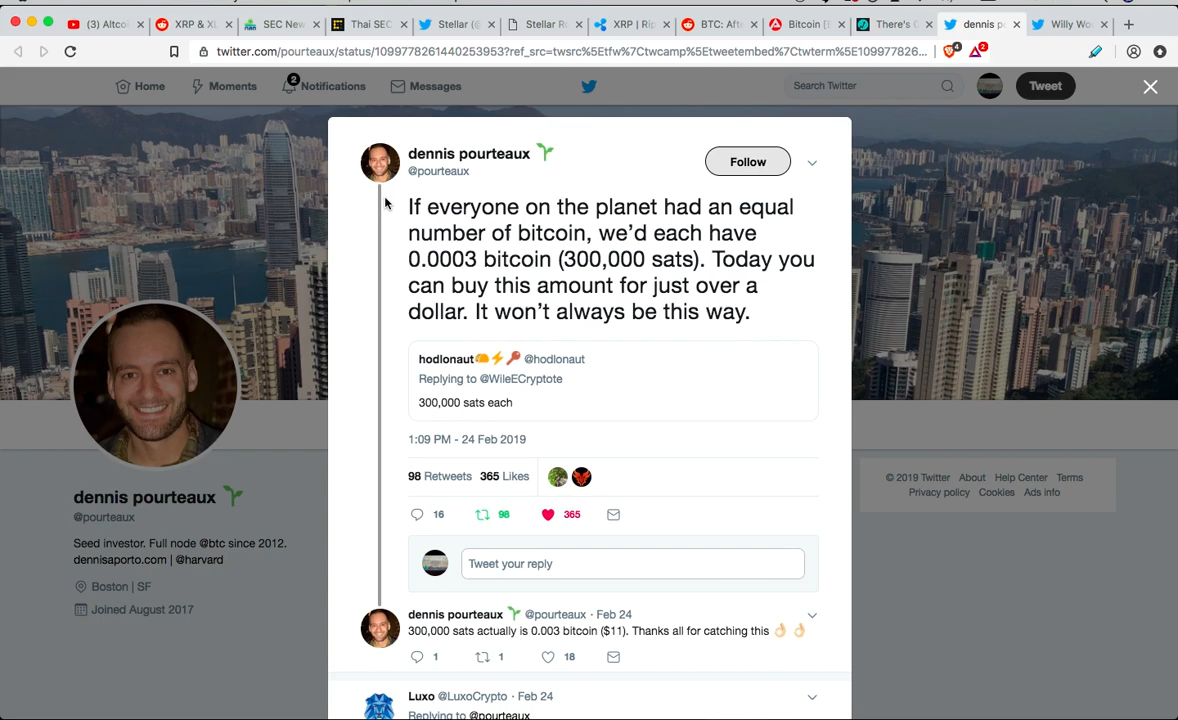 (3) Altco
XRP & XL
SEC New
Thai SEC
Stellar (
Stellar R
XRP | Rip
BTC: Aft
Bitcoin [
There's
dennis p
Willy Wo
twitter.com/pourteaux/status/1099778261440253953?ref_src=twsrc%5Etfw%7Ctwcamp%5Etweetembed%7Ctwterm%5E109977826...
4
2
Home
Moments
2
Notifications
Messages
Search Twitter
Tweet
dennis pourteaux
@pourteaux
Follow
If everyone on the planet had an equal
number of bitcoin, we'd each have
0.0003 bitcoin (300,000 sats). Today you
can buy this amount for just over a
dollar. It won't always be this way.
hodlonaut @hodlonaut
Replying to @WileECryptote
300,000 sats each
1:09 PM - 24 Feb 2019
98 Retweets 365 Likes
16 98 365
Tweet your reply
dennis pourteaux @pourteaux · Feb 24
300,000 sats actually is 0.003 bitcoin ($11). Thanks all for catching this 👌🏻 👌🏻
1 1 18
Luxo @LuxoCrypto · Feb 24
Replying to @pourteaux
dennis pourteaux
@pourteaux
Seed investor. Full node @btc since 2012.
dennisaporto.com | @harvard
Boston | SF
Joined August 2017
© 2019 Twitter About Help Center Terms
Privacy policy Cookies Ads info